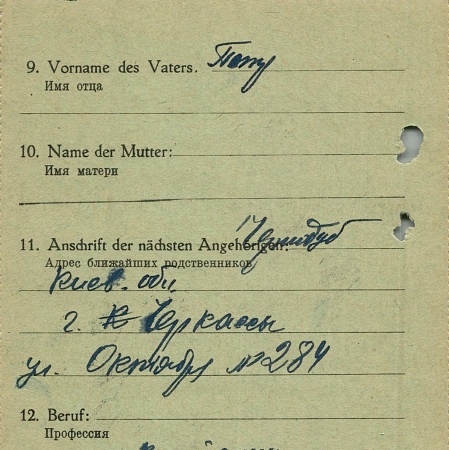 9. Vorname des Vaters.
Имя отца
10. Name der Mutter:
Имя матери
11. Anschrift der nächsten Angehörigen:
Адрес ближайших родственников
Киев. обл.
г. Черкассы
ул. Октября №284
12. Beruf:
Профессия